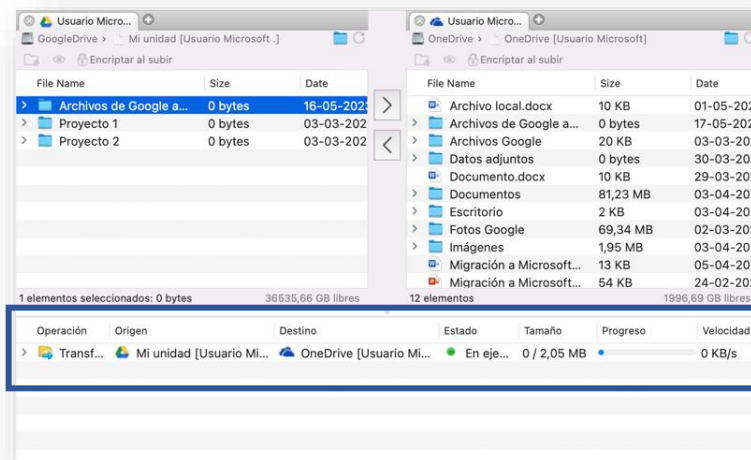 Usuario Micro...
GoogleDrive > Mi unidad [Usuario Microsoft .]
Encriptar al subir
File Name Size Date
Archivos de Google a... 0 bytes 16-05-202
Proyecto 1 0 bytes 03-03-202
Proyecto 2 0 bytes 03-03-202
1 elementos seleccionados: 0 bytes 36535,66 GB libres
Usuario Micro...
OneDrive > OneDrive [Usuario Microsoft]
Encriptar al subir
File Name Size Date
Archivo local.docx 10 KB 01-05-202
Archivos de Google a... 0 bytes 17-05-202
Archivos Google 20 KB 03-03-20
Datos adjuntos 0 bytes 30-03-20
Documento.docx 10 KB 29-03-20
Documentos 81,23 MB 03-04-20
Escritorio 2 KB 03-04-20
Fotos Google 69,34 MB 02-03-20
Imágenes 1,95 MB 03-04-20
Migración a Microsoft... 13 KB 05-04-20
Migración a Microsoft... 54 KB 24-02-20
12 elementos 1996,69 GB libres
Operación Origen Destino Estado Tamaño Progreso Velocidad
Transf... Mi unidad [Usuario Mi... OneDrive [Usuario Mi... En eje... 0 / 2,05 MB 0 KB/s